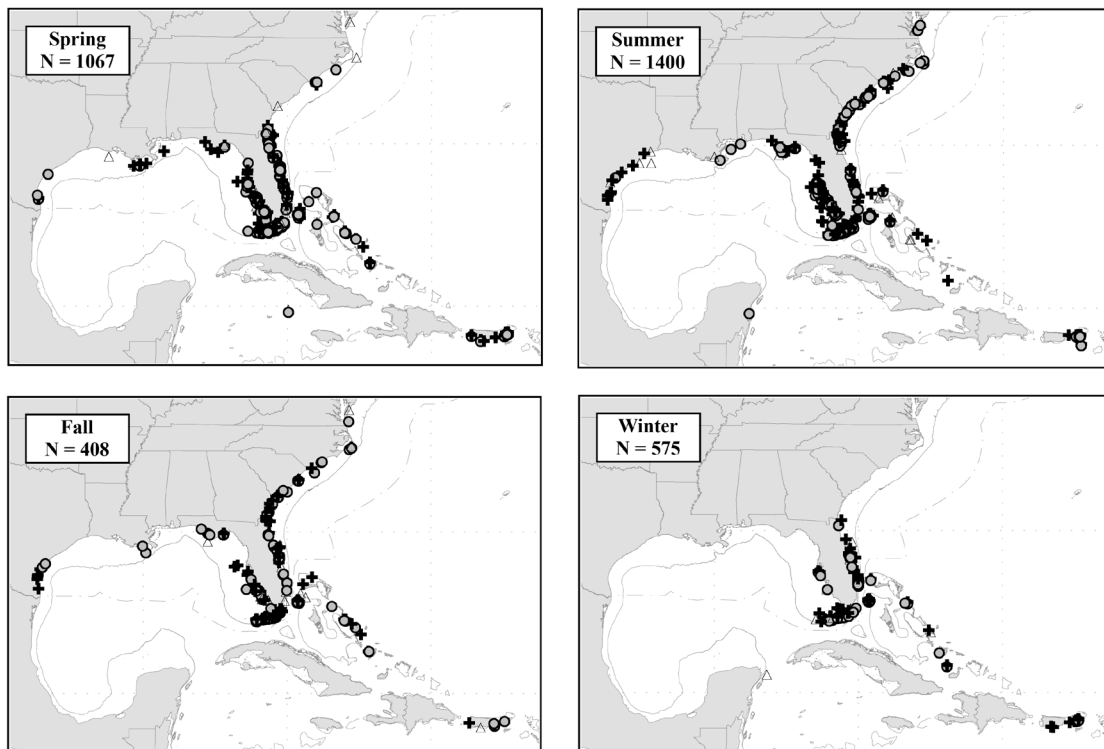 Spring
N = 1067
Summer
N = 1400
Fall
N = 408
Winter
N = 575